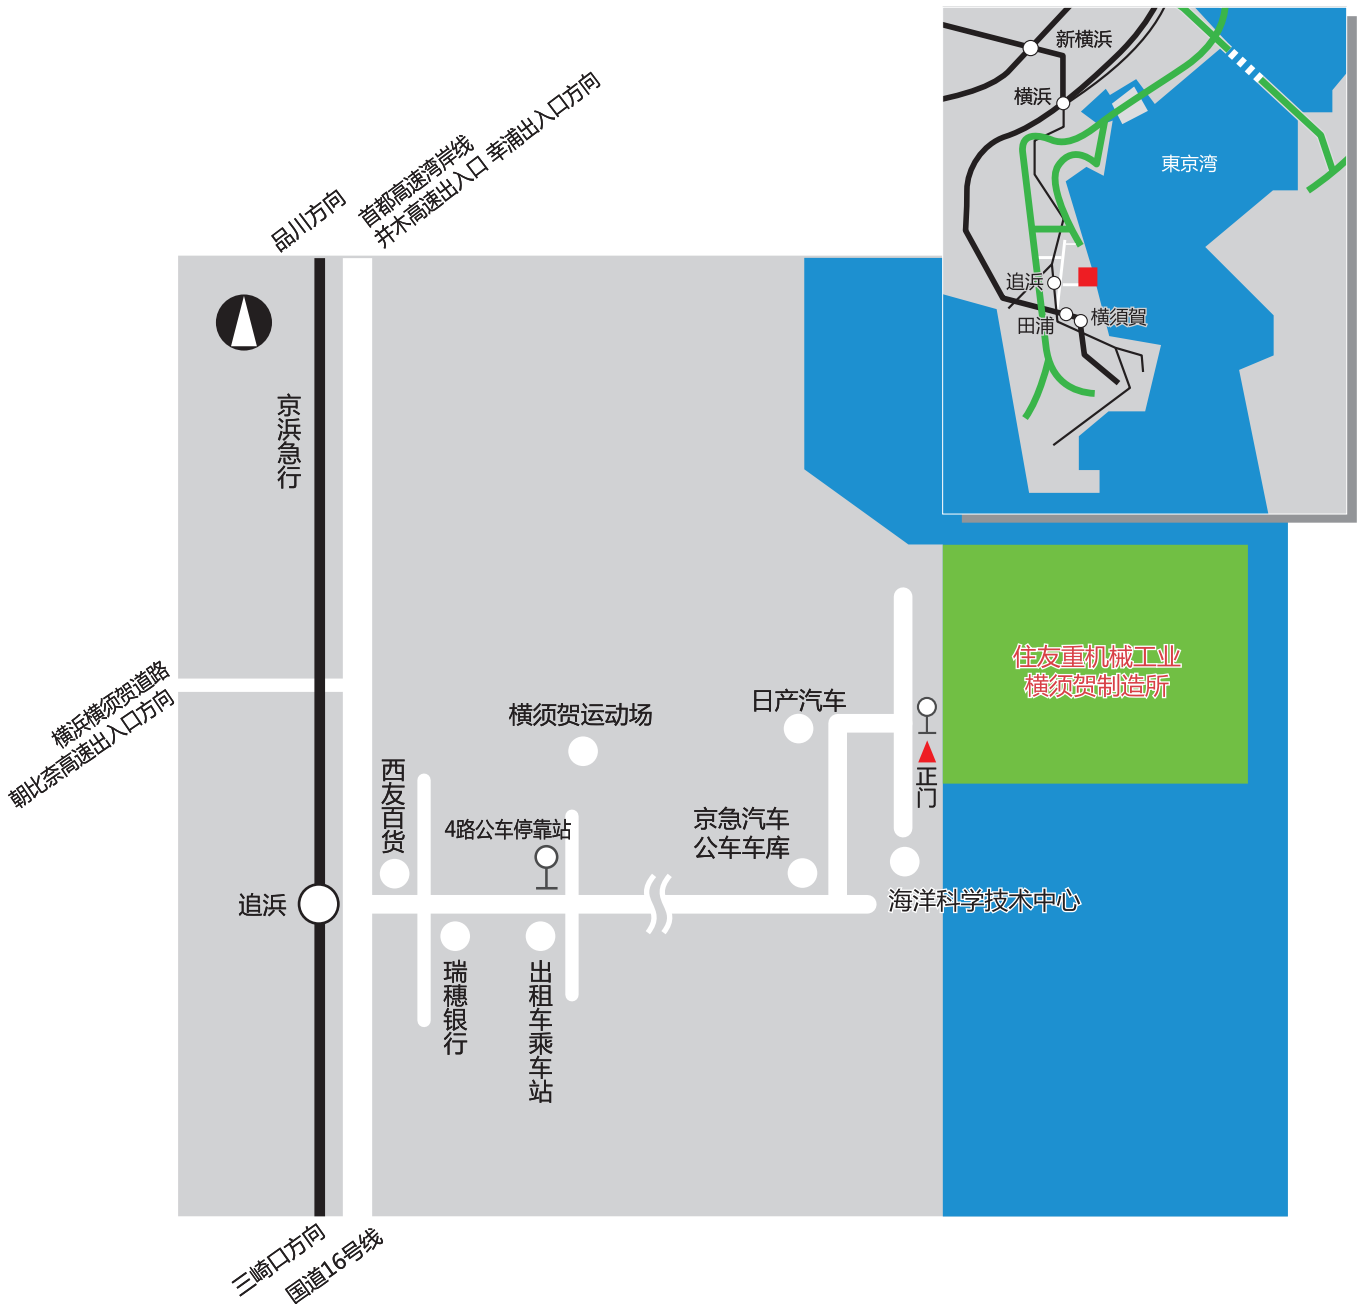 新横浜
横浜
東京湾
追浜
田浦
横須賀
品川方向
首都高速湾岸线
並木高速出入口 幸浦出入口方向
京浜急行
横浜横须贺道路
朝比奈高速出入口方向
住友重机械工业
横须贺制造所
日产汽车
横须贺运动场
正门
西友百货
4路公车停靠站
京急汽车
公车车库
追浜
海洋科学技术中心
瑞穗银行
出租车乘车站
三崎口方向
国道16号线